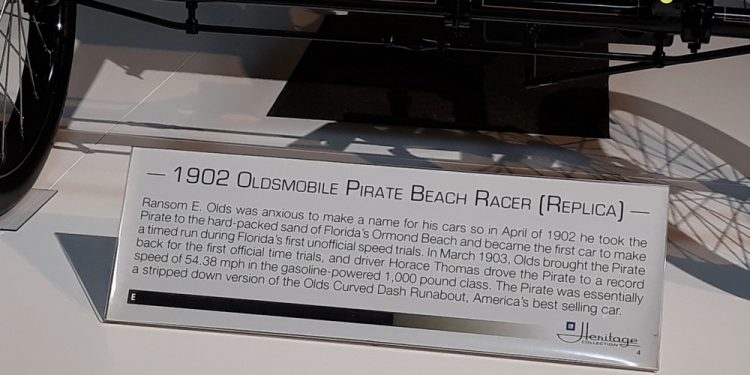 — 1902 OLDSMOBILE PIRATE BEACH RACER (REPLICA) —
Ransom E. Olds was anxious to make a name for his cars so in April of 1902 he took the
Pirate to the hard-packed sand of Florida's Ormond Beach and became the first car to make
a timed run during Florida's first unofficial speed trials. In March 1903, Olds brought the Pirate
back for the first official time trials, and driver Horace Thomas drove the Pirate to a record
speed of 54.38 mph in the gasoline-powered 1,000 pound class. The Pirate was essentially
a stripped down version of the Olds Curved Dash Runabout, America's best selling car.
E
GM
Heritage
COLLECTION
4